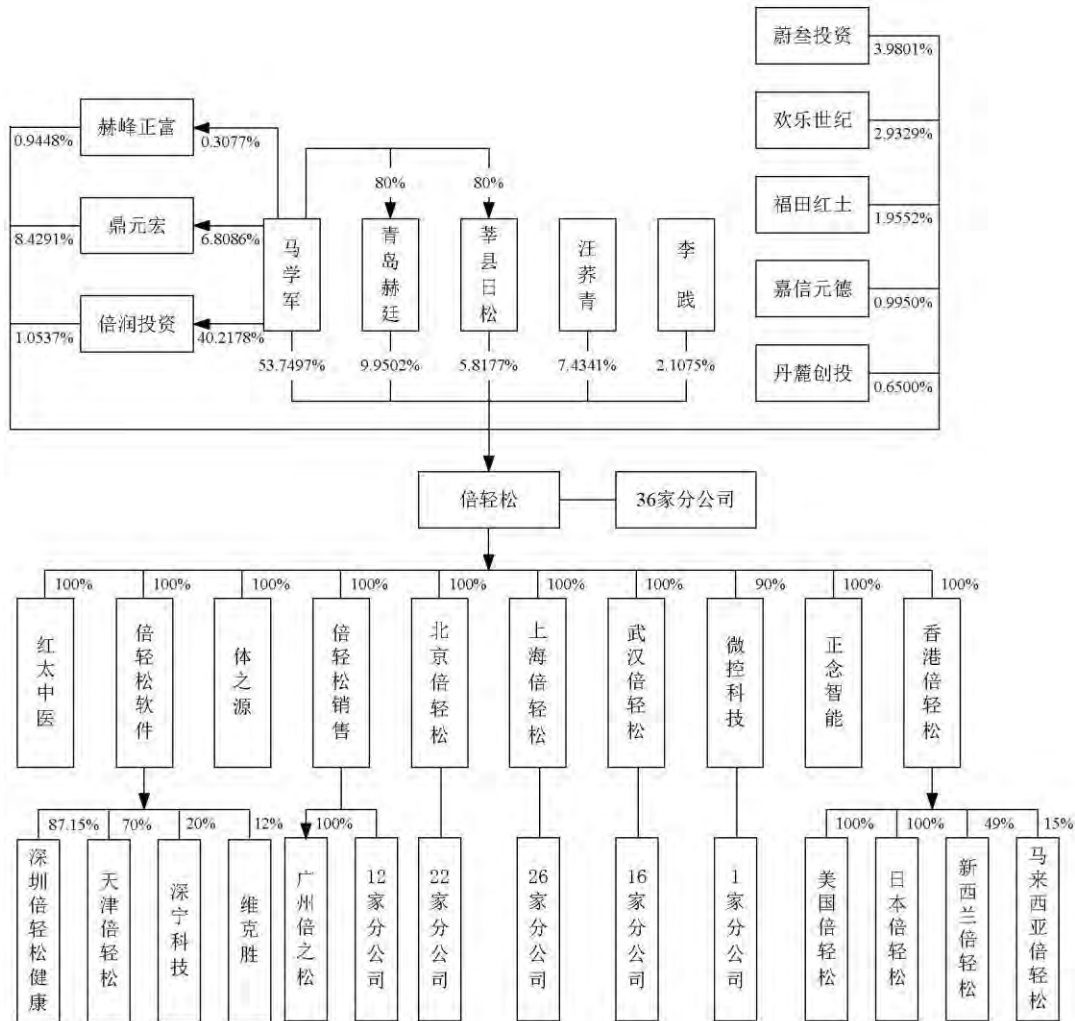 蔚叁投资
3.9801%
赫峰正富
0.9448%
0.3077%
欢乐世纪
2.9329%
80%
80%
鼎元宏
8.4291%
6.8086%
福田红土
1.9552%
马学军
青岛赫廷
莘县日松
汪荞青
李践
倍润投资
1.0537%
40.2178%
嘉信元德
0.9950%
53.7497%
9.9502%
5.8177%
7.4341%
2.1075%
丹麓创投
0.6500%
倍轻松
36家分公司
100%
100%
100%
100%
100%
100%
100%
90%
100%
100%
红太中医
倍轻松软件
体之源
倍轻松销售
北京倍轻松
上海倍轻松
武汉倍轻松
微控科技
正念智能
香港倍轻松
87.15%
70%
20%
12%
100%
100%
100%
49%
15%
深圳倍轻松健康
天津倍轻松
深宁科技
维克胜
广州倍之松
12家分公司
22家分公司
26家分公司
16家分公司
1家分公司
美国倍轻松
日本倍轻松
新西兰倍轻松
马来西亚倍轻松